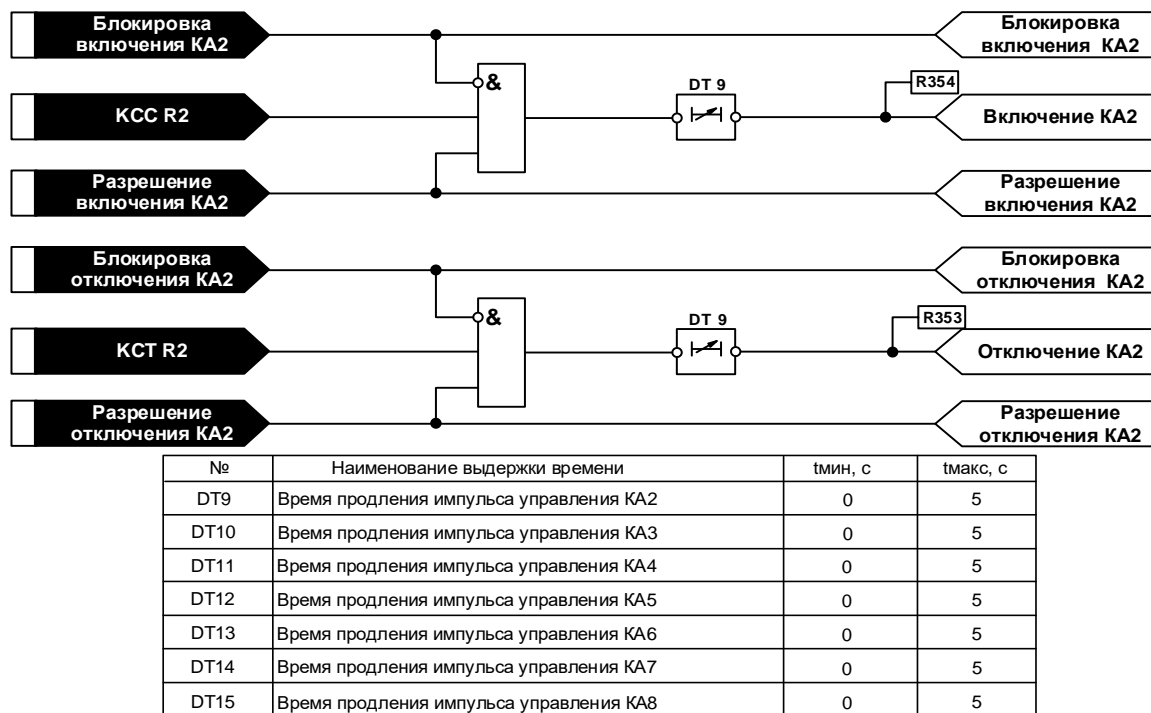 Блокировка
включения КА2
Блокировка
включения КА2
&
DT 9
R354
КСС R2
Включение КА2
Разрешение
включения КА2
Разрешение
включения КА2
Блокировка
отключения КА2
Блокировка
отключения КА2
&
DT 9
R353
КСТ R2
Отключение КА2
Разрешение
отключения КА2
Разрешение
отключения КА2
№ Наименование выдержки времени tмин, с tмакс, с
DT9 Время продления импульса управления КА2 0 5
DT10 Время продления импульса управления КА3 0 5
DT11 Время продления импульса управления КА4 0 5
DT12 Время продления импульса управления КА5 0 5
DT13 Время продления импульса управления КА6 0 5
DT14 Время продления импульса управления КА7 0 5
DT15 Время продления импульса управления КА8 0 5